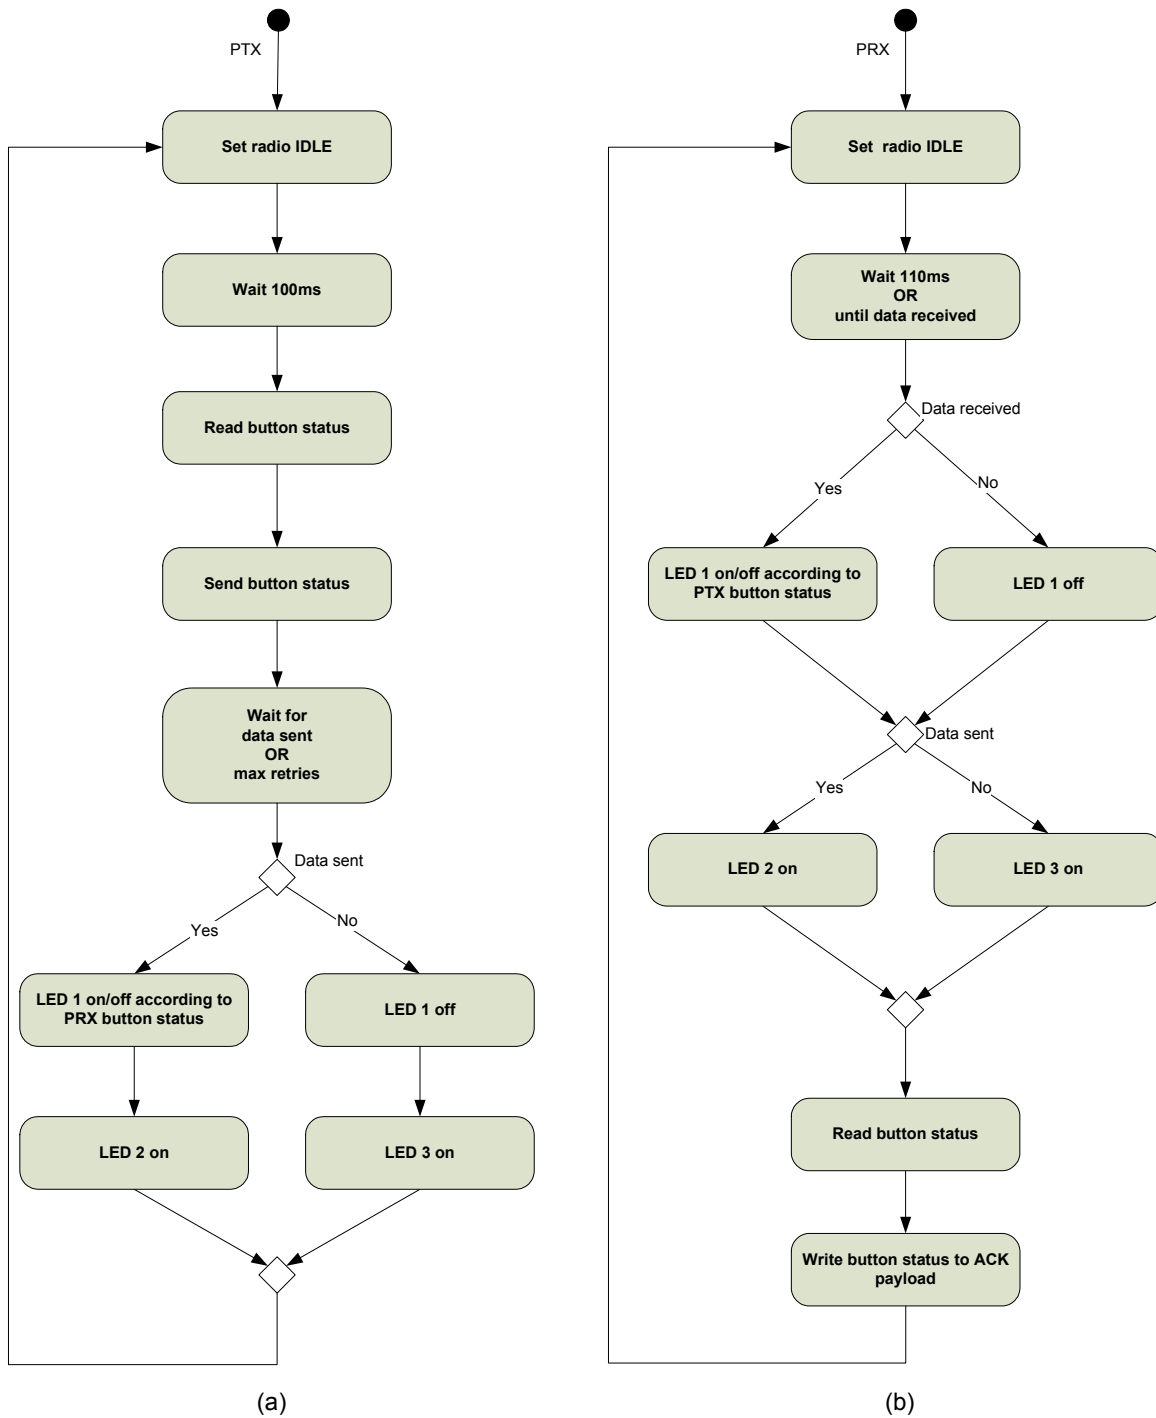 PTX
Set radio IDLE
Wait 100ms
Read button status
Send button status
Wait for
data sent
OR
max retries
Data sent
Yes
No
LED 1 on/off according to
PRX button status
LED 1 off
LED 2 on
LED 3 on
(a)
PRX
Set radio IDLE
Wait 110ms
OR
until data received
Data received
Yes
No
LED 1 on/off according to
PTX button status
LED 1 off
Data sent
Yes
No
LED 2 on
LED 3 on
Read button status
Write button status to ACK
payload
(b)